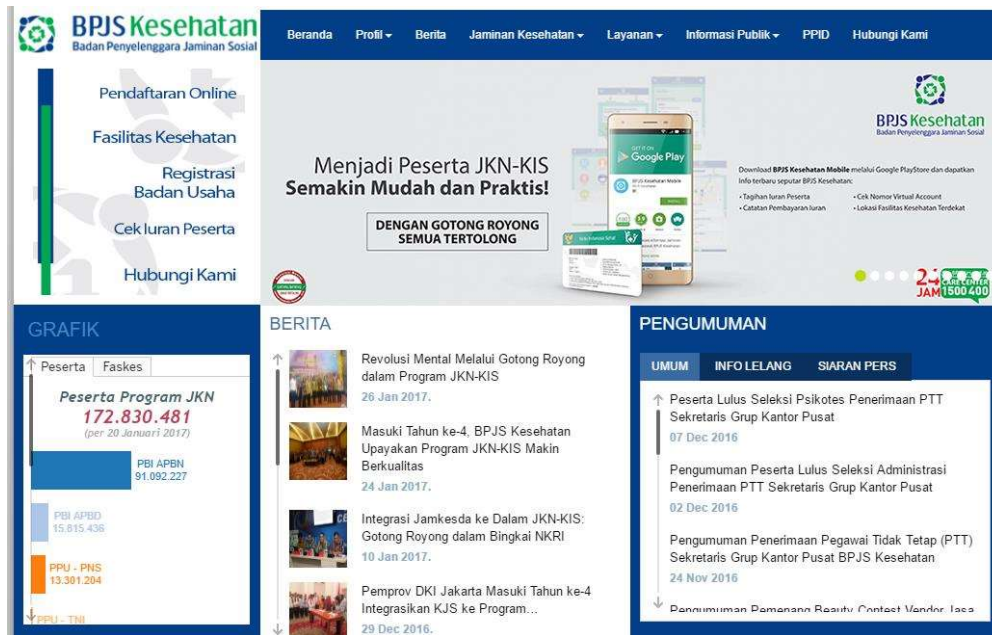 BPJS Kesehatan
Badan Penyelenggara Jaminan Sosial
Beranda
Profil
Berita
Jaminan Kesehatan
Layanan
Informasi Publik
PPID
Hubungi Kami
Pendaftaran Online
Fasilitas Kesehatan
Registrasi
Badan Usaha
Cek Iuran Peserta
Hubungi Kami
Menjadi Peserta JKN-KIS
Semakin Mudah dan Praktis!
DENGAN GOTONG ROYONG
SEMUA TERTOLONG
GET IT ON
Google Play
BPJS Kesehatan Mobile
BPJS Kesehatan
Badan Penyelenggara Jaminan Sosial
Download BPJS Kesehatan Mobile melalui Google PlayStore dan dapatkan
Info terbaru seputar BPJS Kesehatan:
• Tagihan Iuran Peserta
• Cek Nomor Virtual Account
• Catatan Pembayaran Iuran
• Lokasi Fasilitas Kesehatan Terdekat
24 JAM
CARE CENTER
1500 400
GRAFIK
Peserta
Faskes
Peserta Program JKN
172.830.481
(per 20 Januari 2017)
PBI APBN
91.092.227
PBI APBD
15.815.436
PPU - PNS
13.301.204
PPU - TNI
BERITA
Revolusi Mental Melalui Gotong Royong
dalam Program JKN-KIS
26 Jan 2017.
Masuki Tahun ke-4, BPJS Kesehatan
Upayakan Program JKN-KIS Makin
Berkualitas
24 Jan 2017.
Integrasi Jamkesda ke Dalam JKN-KIS:
Gotong Royong dalam Bingkai NKRI
10 Jan 2017.
Pemprov DKI Jakarta Masuki Tahun ke-4
Integrasikan KJS ke Program...
29 Dec 2016.
PENGUMUMAN
UMUM
INFO LELANG
SIARAN PERS
Peserta Lulus Seleksi Psikotes Penerimaan PTT
Sekretaris Grup Kantor Pusat
07 Dec 2016
Pengumuman Peserta Lulus Seleksi Administrasi
Penerimaan PTT Sekretaris Grup Kantor Pusat
02 Dec 2016
Pengumuman Penerimaan Pegawai Tidak Tetap (PTT)
Sekretaris Grup Kantor Pusat BPJS Kesehatan
24 Nov 2016
Pengumuman Pemenang Beauty Contest Vendor Jasa